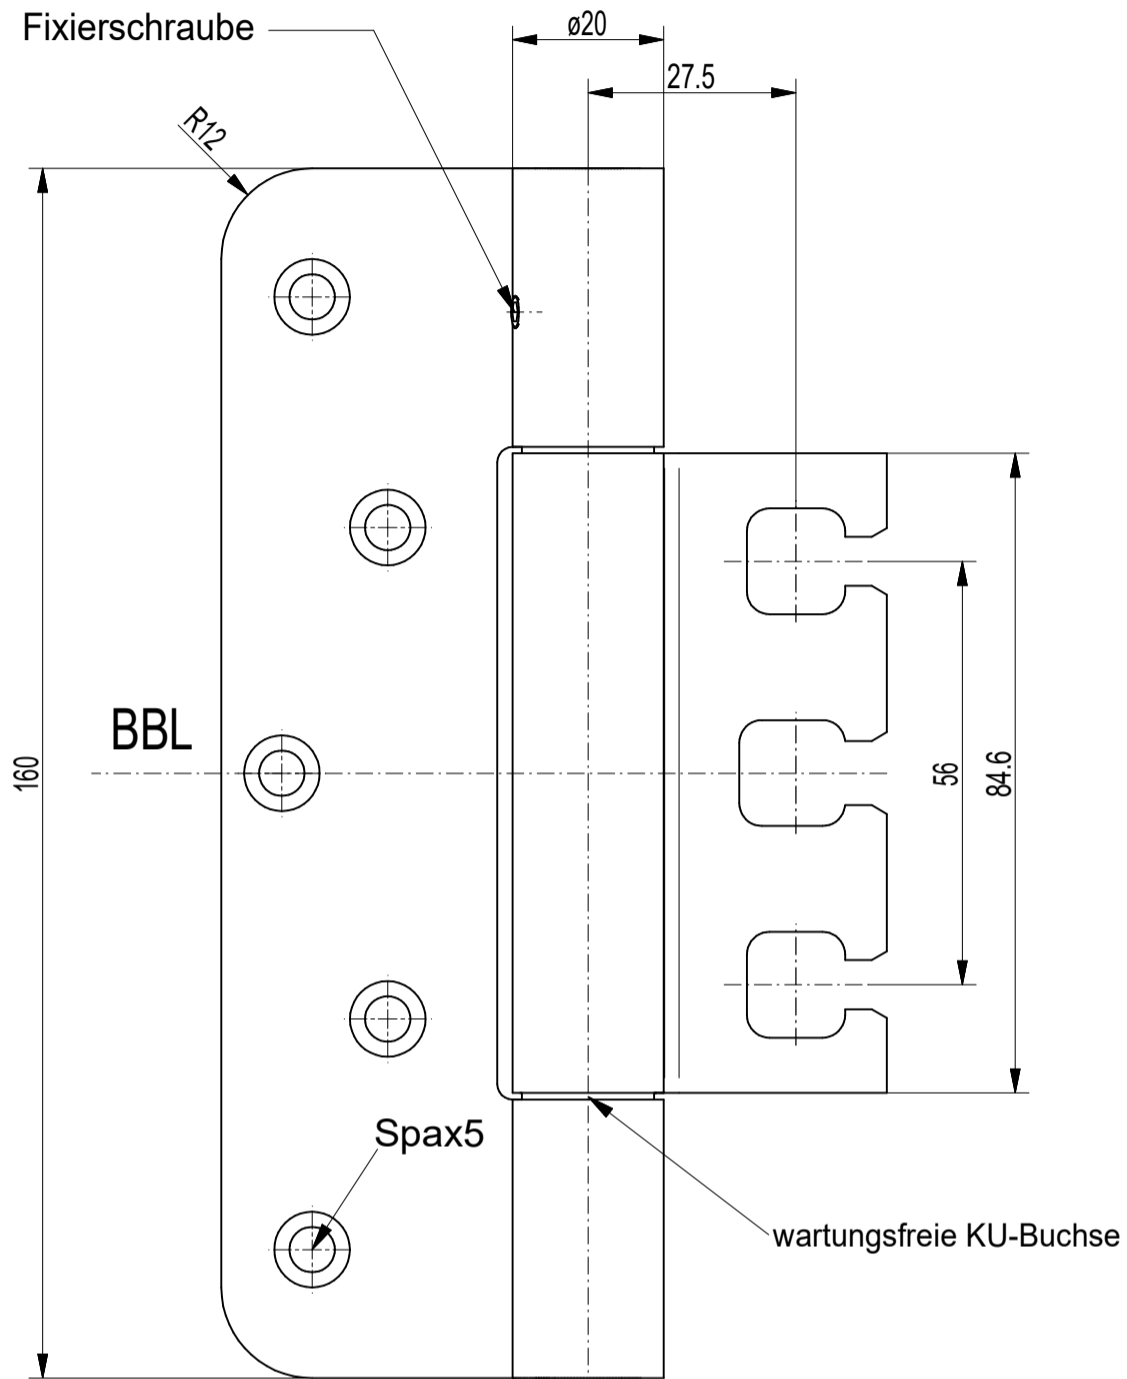 Fixierschraube
ø20
27.5
R12
BBL
160
56
84.6
Spax5
wartungsfreie KU-Buchse